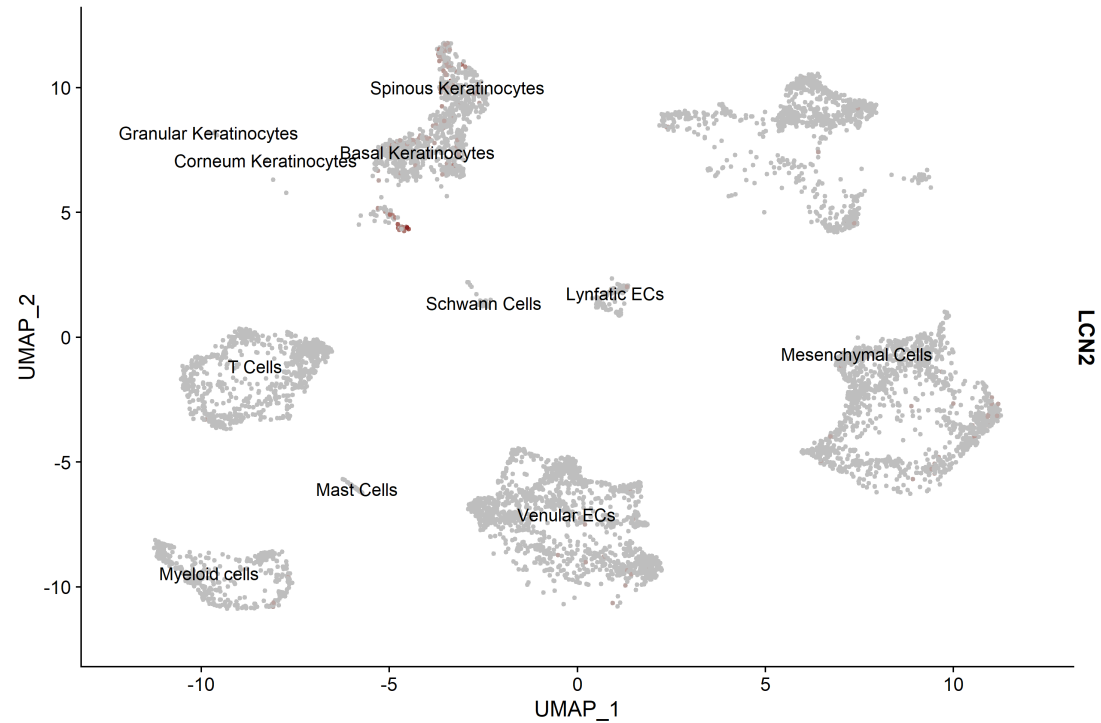 10
5
0
-5
-10
UMAP_2
Spinous Keratinocytes
Granular Keratinocytes
Basal Keratinocytes
Corneum Keratinocytes
Schwann Cells
Lynfatic ECs
T Cells
Mesenchymal Cells
Mast Cells
Venular ECs
Myeloid cells
LCN2
-10
-5
0
5
10
UMAP_1